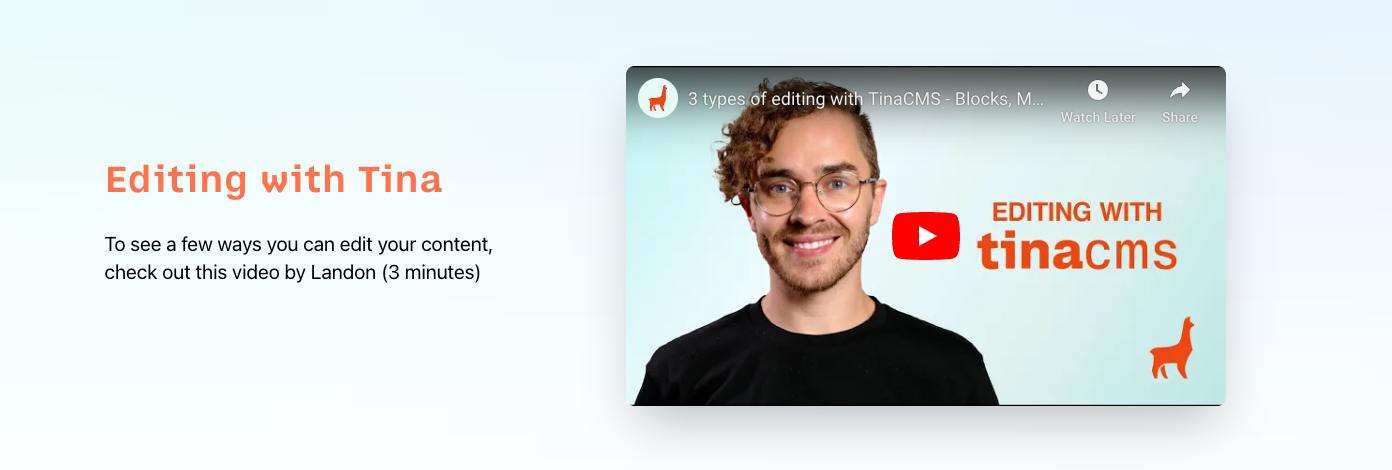 Editing with Tina
To see a few ways you can edit your content,
check out this video by Landon (3 minutes)
3 types of editing with TinaCMS - Blocks, M...
Watch Later
Share
EDITING WITH
tinacms